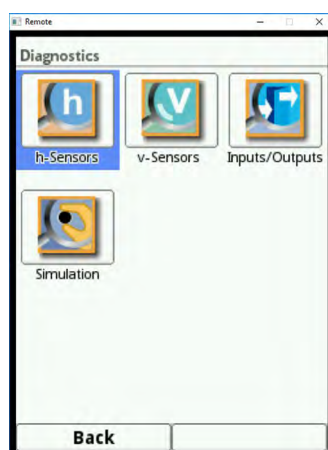 Remote
Diagnostics
h
V
h-Sensors
v-Sensors
Inputs/Outputs
Simulation
Back